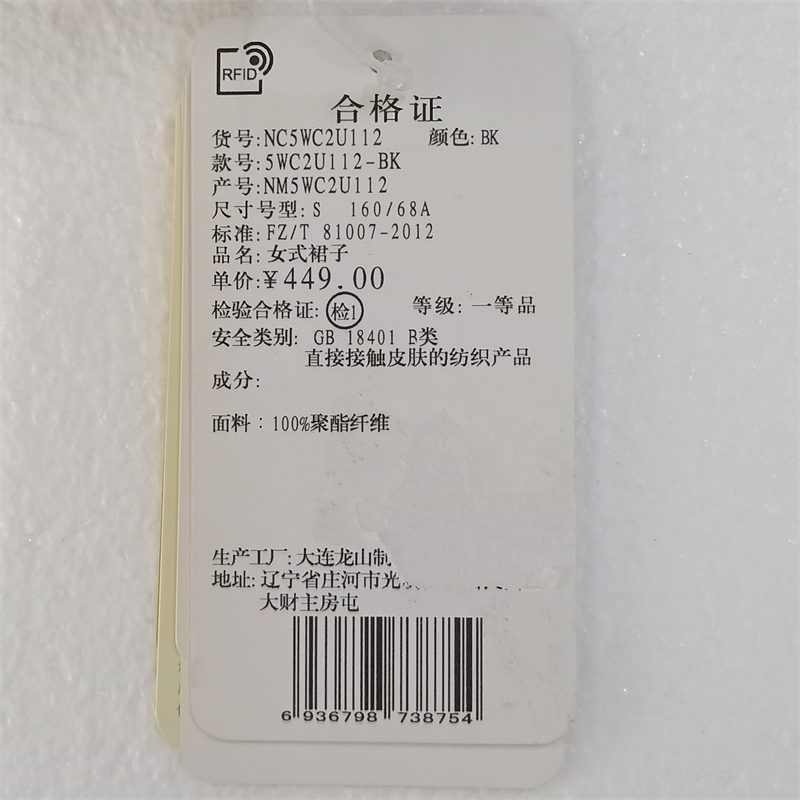 RFID
合格证
货号:NC5WC2U112 颜色:BK
款号:5WC2U112-BK
产号:NM5WC2U112
尺寸号型:S 160/68A
标准:FZ/T 81007-2012
品名:女式裙子
单价:¥449.00
检验合格证:检1 等级:一等品
安全类别: GB 18401 B类
直接接触皮肤的纺织产品
成分:
面料:100%聚酯纤维
生产工厂:大连龙山制
地址:辽宁省庄河市光
大财主房屯
6 936798 738754